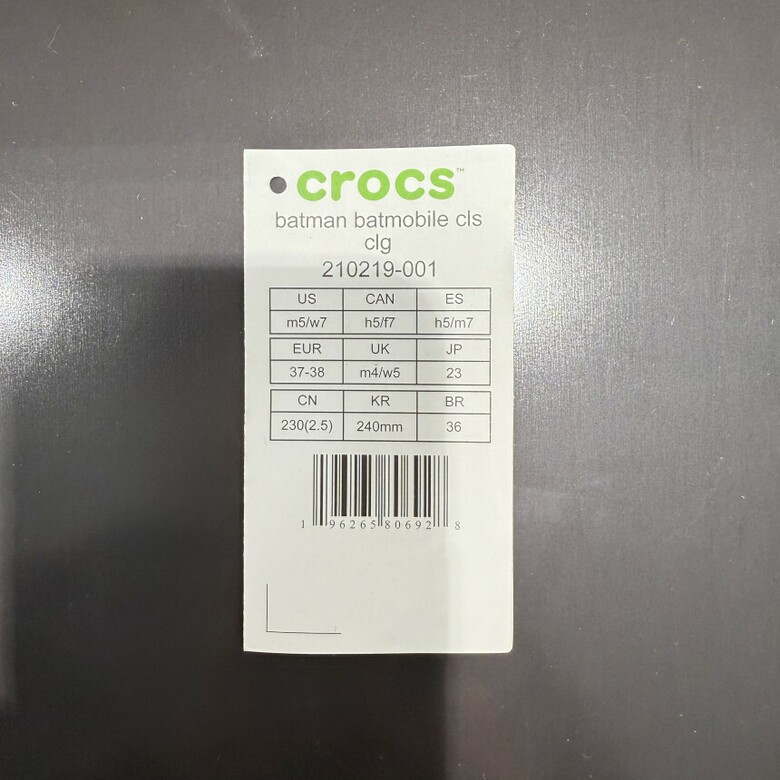 crocs™
batman batmobile cls
clg
210219-001
US CAN ES
m5/w7 h5/f7 h5/m7
EUR UK JP
37-38 m4/w5 23
CN KR BR
230(2.5) 240mm 36
1 96265 80692 8